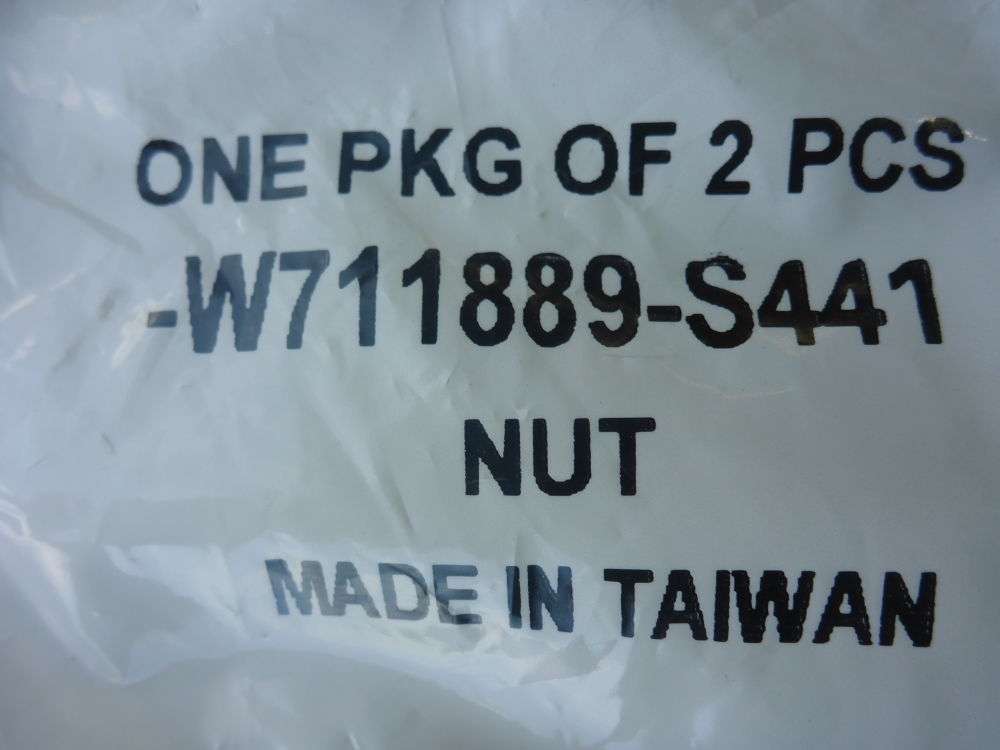 ONE PKG OF 2 PCS
-W711889-S441
NUT
MADE IN TAIWAN